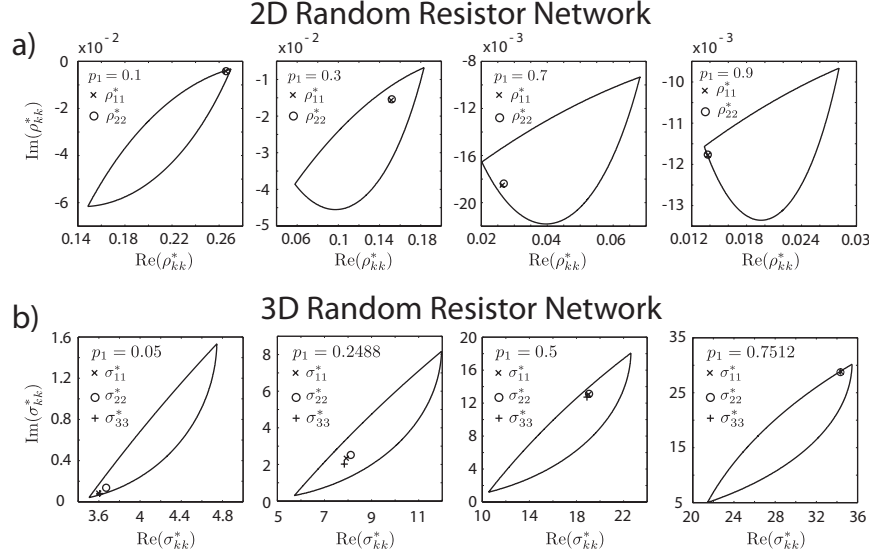 2D Random Resistor Network
a)
×10⁻² ×10⁻² ×10⁻³ ×10⁻³
p₁ = 0.1
× ρ*₁₁
○ ρ*₂₂
0
-2
-4
-6
0.14 0.18 0.22 0.26
Re(ρ*ₖₖ)
Im(ρ*ₖₖ)
p₁ = 0.3
× ρ*₁₁
○ ρ*₂₂
-1
-2
-3
-4
-5
0.06 0.1 0.14 0.18
Re(ρ*ₖₖ)
p₁ = 0.7
× ρ*₁₁
○ ρ*₂₂
-8
-12
-16
-20
0.02 0.04 0.06
Re(ρ*ₖₖ)
p₁ = 0.9
× ρ*₁₁
○ ρ*₂₂
-9
-10
-11
-12
-13
0.012 0.018 0.024 0.03
Re(ρ*ₖₖ)
3D Random Resistor Network
b)
p₁ = 0.05
× σ*₁₁
○ σ*₂₂
+ σ*₃₃
1.6
1.2
0.8
0.4
0
3.6 4 4.4 4.8
Re(σ*ₖₖ)
Im(σ*ₖₖ)
p₁ = 0.2488
× σ*₁₁
○ σ*₂₂
+ σ*₃₃
8
6
4
2
0
5 7 9 11
Re(σ*ₖₖ)
p₁ = 0.5
× σ*₁₁
○ σ*₂₂
+ σ*₃₃
20
16
12
8
4
0
10 14 18 22
Re(σ*ₖₖ)
p₁ = 0.7512
× σ*₁₁
○ σ*₂₂
+ σ*₃₃
35
25
15
5
20 24 28 32 36
Re(σ*ₖₖ)